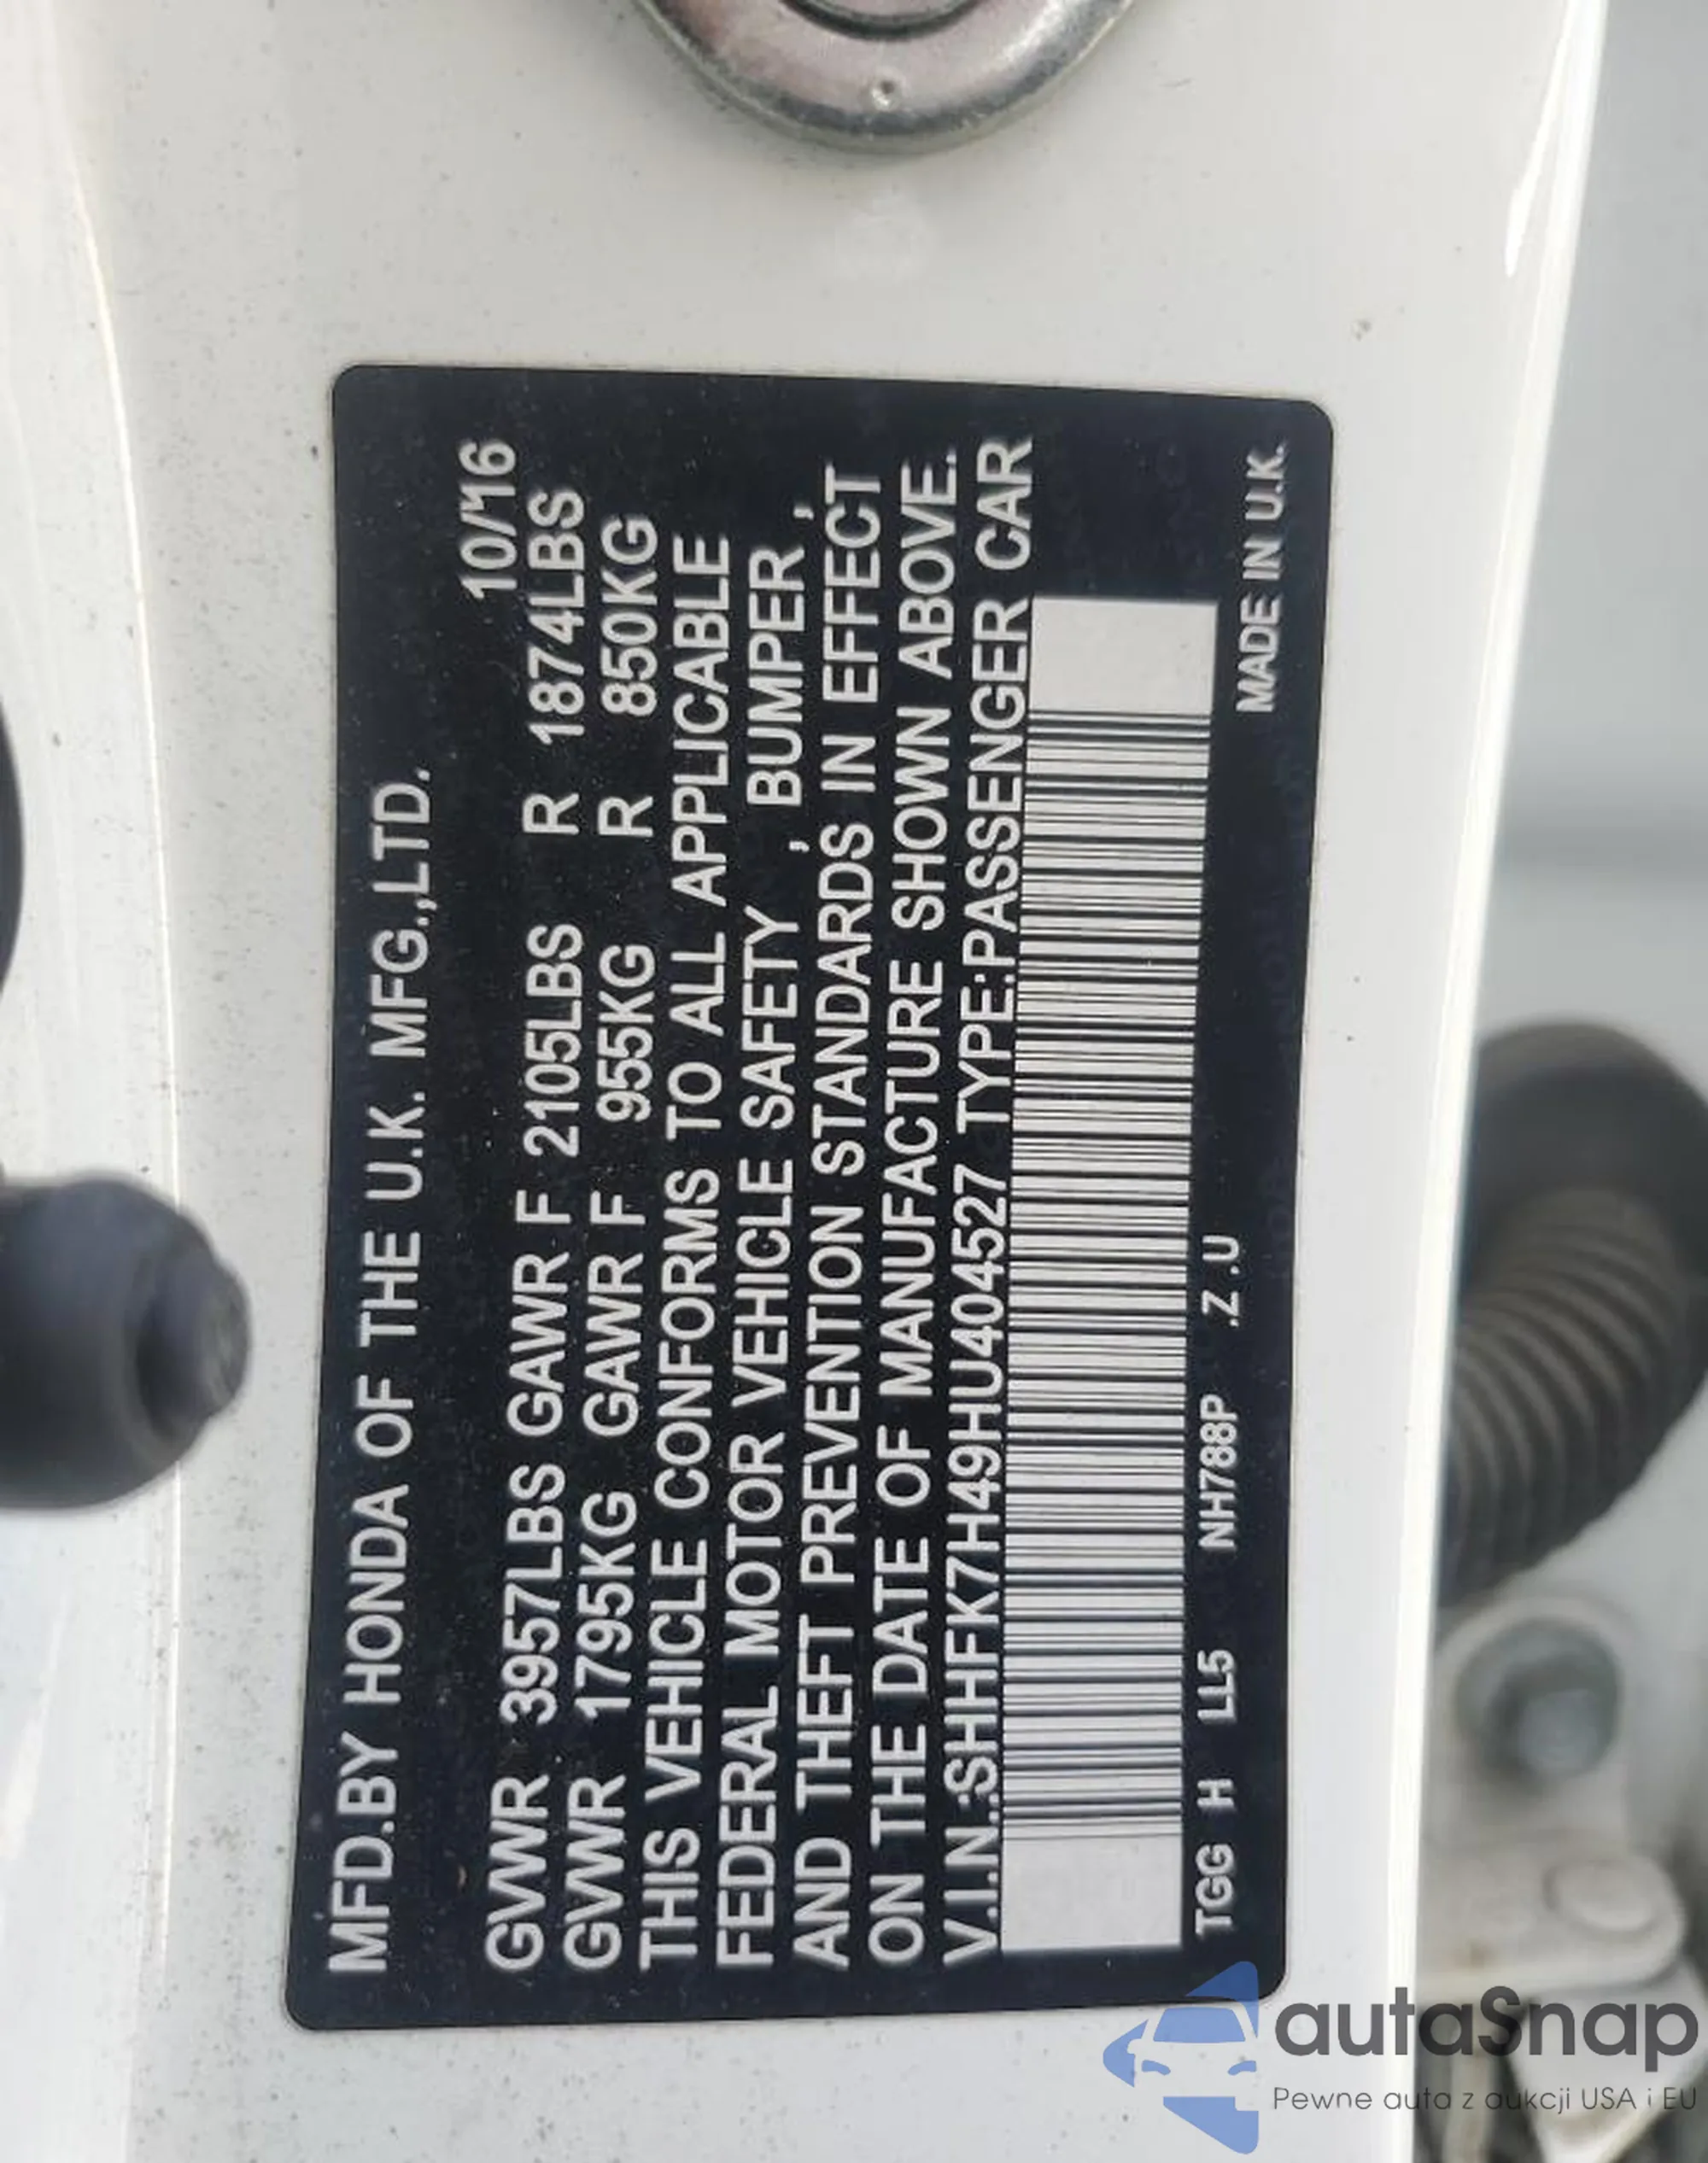 MFD.BY HONDA OF THE U.K. MFG.,LTD.
10/16
GVWR 3957LBS GAWR F 2105LBS R 1874LBS
GVWR 1795KG GAWR F 955KG R 850KG
THIS VEHICLE CONFORMS TO ALL APPLICABLE
FEDERAL MOTOR VEHICLE SAFETY , BUMPER ,
AND THEFT PREVENTION STANDARDS IN EFFECT
ON THE DATE OF MANUFACTURE SHOWN ABOVE.
V.I.N.:SHHFK7H49HU404527 TYPE:PASSENGER CAR
TGG H LL5 NH788P .Z .U
MADE IN U.K.
autaSnap
Pewne auta z aukcji USA i EU